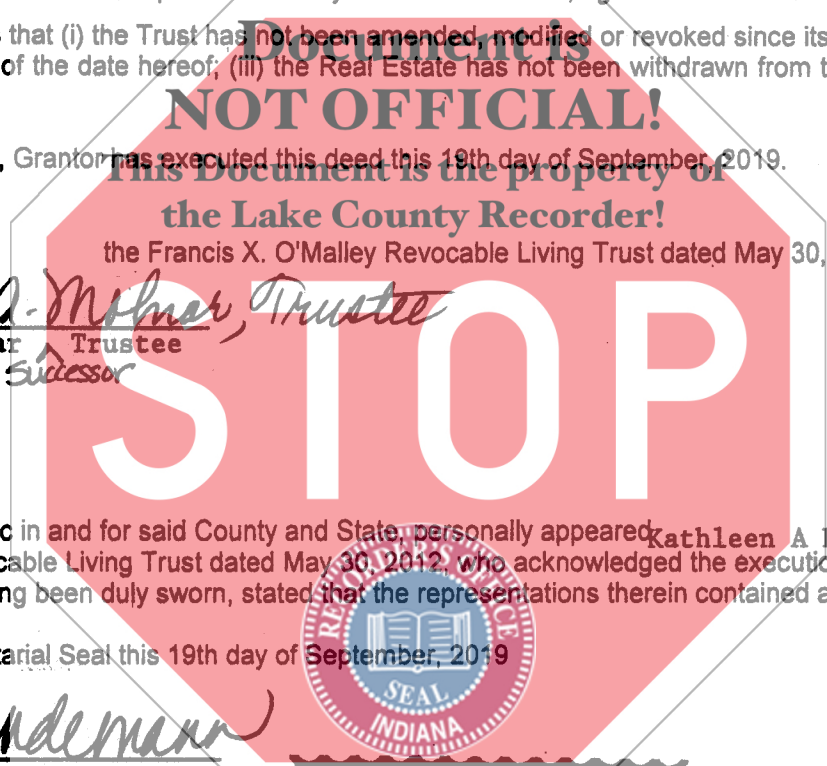 that (i) the Trust has not been amended, modified or revoked since its
Document is
of the date hereof; (iii) the Real Estate has not been withdrawn from t
NOT OFFICIAL!
, Grantor has executed this deed this 19th day of September, 2019.
This Document is the property of
the Lake County Recorder!
the Francis X. O'Malley Revocable Living Trust dated May 30,
A. Molnar, Trustee
ar Trustee
Successor
STOP
c in and for said County and State, personally appeared Kathleen A
cable Living Trust dated May 30, 2012, who acknowledged the executio
ng been duly sworn, stated that the representations therein contained a
RECORDER'S OFFICE
tarial Seal this 19th day of September, 2019
SEAL
INDIANA